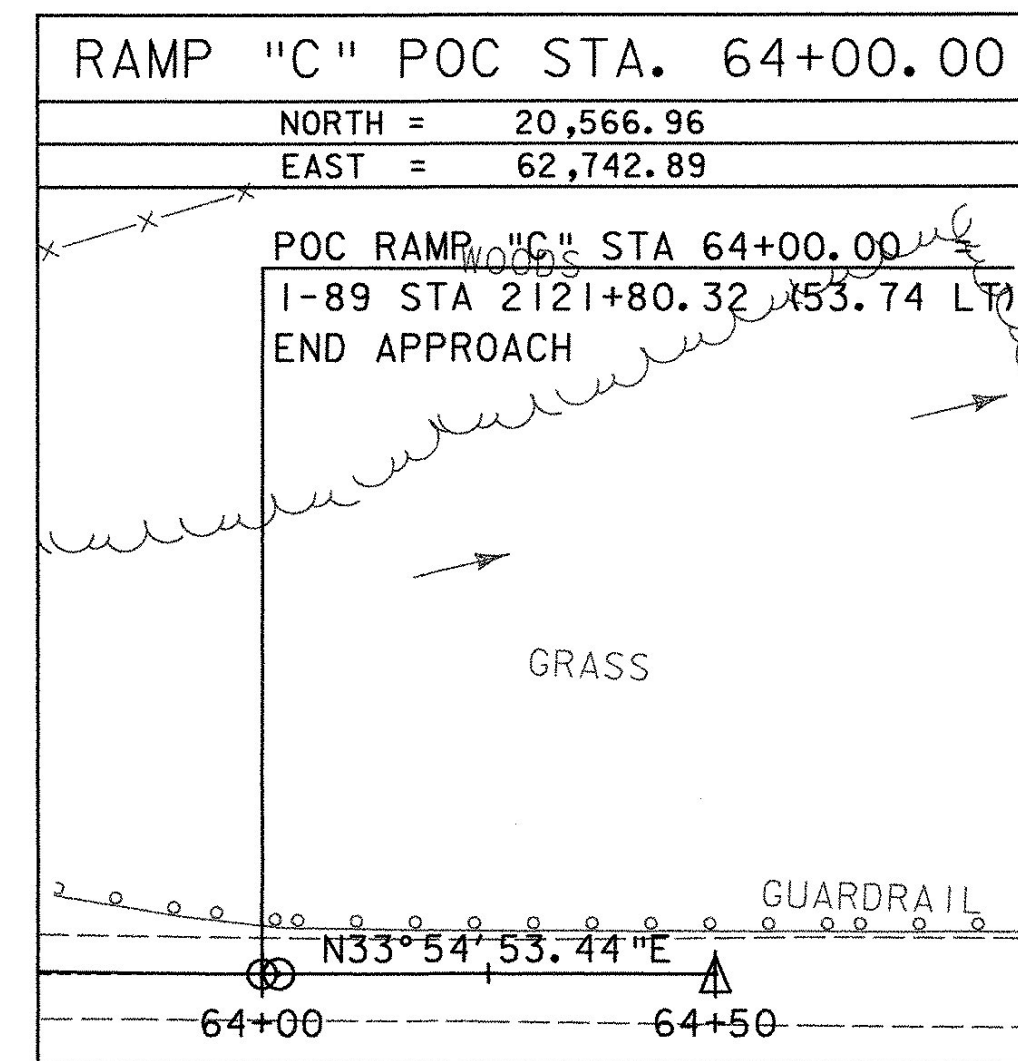 RAMP "C" POC STA. 64+00.00
NORTH = 20,566.96
EAST = 62,742.89
POC RAMP "C" STA 64+00.00 =
WOODS
I-89 STA 2121+80.32 (53.74 LT)
END APPROACH
GRASS
GUARDRAIL
N33°54'53.44"E
64+00
64+50